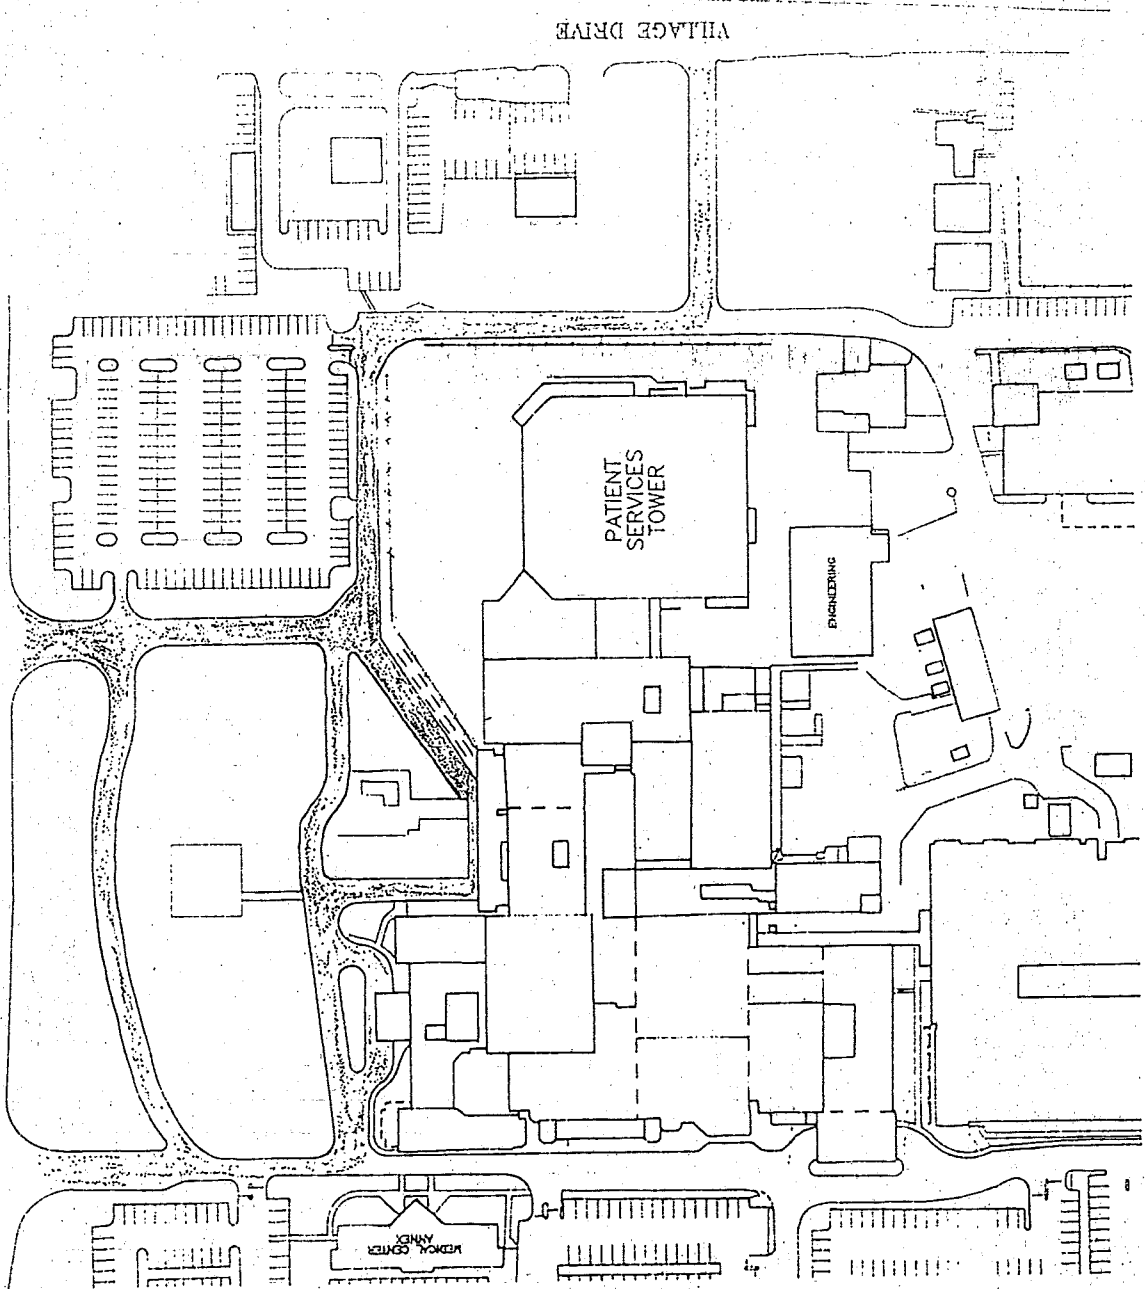 VILLAGE DRIVE
PATIENT
SERVICES
TOWER
ENGINEERING
MEDICAL CENTER
ANNEX